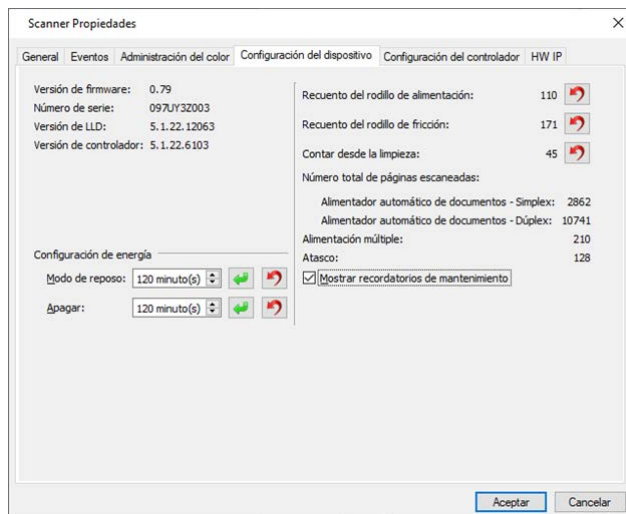 Scanner Propiedades
General Eventos Administración del color Configuración del dispositivo Configuración del controlador HW IP
Versión de firmware: 0.79
Número de serie: 097UY3Z003
Versión de LLD: 5.1.22.12063
Versión de controlador: 5.1.22.6103
Configuración de energía
Modo de reposo: 120 minuto(s)
Apagar: 120 minuto(s)
Recuento del rodillo de alimentación: 110
Recuento del rodillo de fricción: 171
Contar desde la limpieza: 45
Número total de páginas escaneadas:
Alimentador automático de documentos - Simplex: 2862
Alimentador automático de documentos - Dúplex: 10741
Alimentación múltiple: 210
Atasco: 128
Mostrar recordatorios de mantenimiento
Aceptar Cancelar